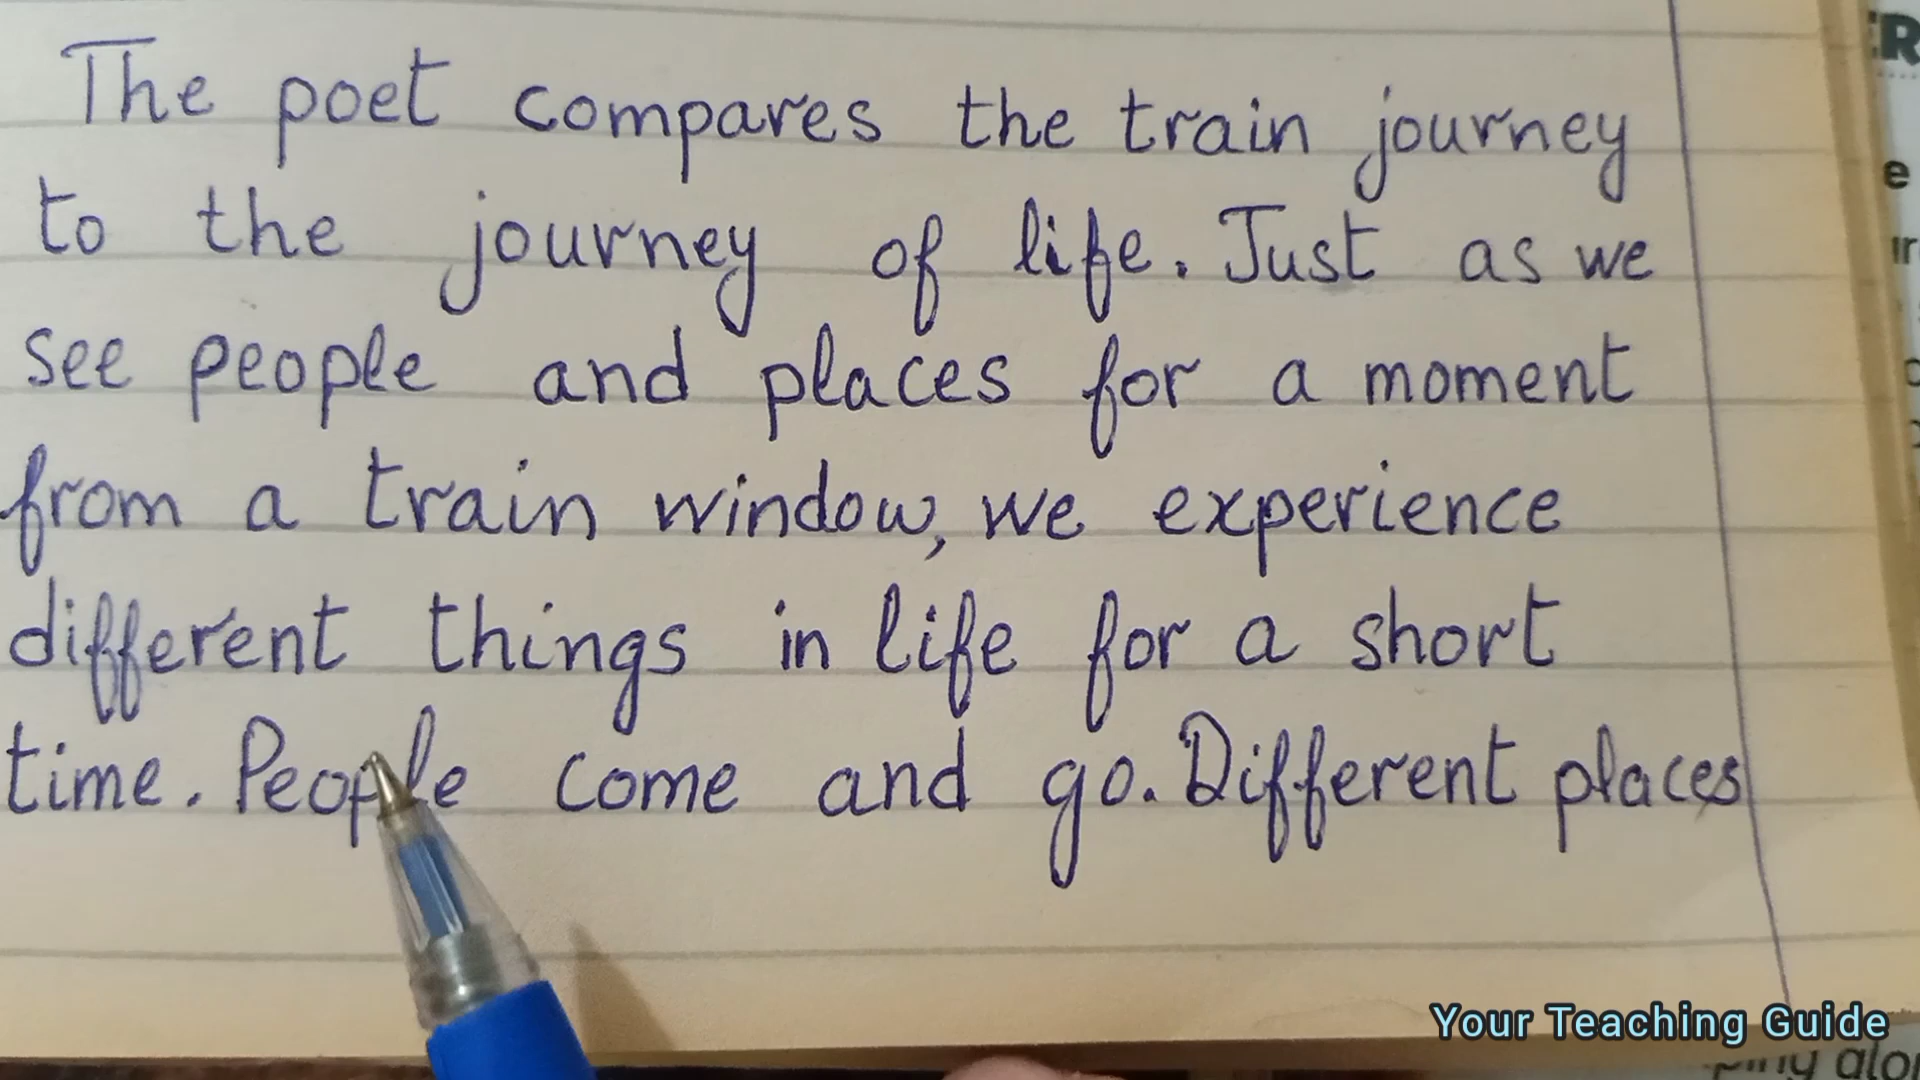 The poet compares the train journey
to the journey of life. Just as we
see people and places for a moment
from a train window, we experience
different things in life for a short
time. People come and go. Different places
Your Teaching Guide